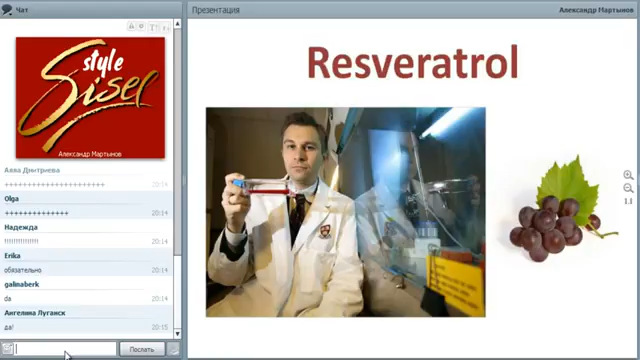 Чат
style
Sisel
Александр Мартынов
Алла Дмитриева
++++++++++++++++++++++++
20:14
Olga
+++++++++++++++
20:14
Надежда
!!!!!!!!!!!!!!!
20:14
Erika
обязательно
20:14
galinaberk
da
20:14
Ангелина Луганск
да!
20:15
Послать
Презентация
Александр Мартынов
Resveratrol
1:1